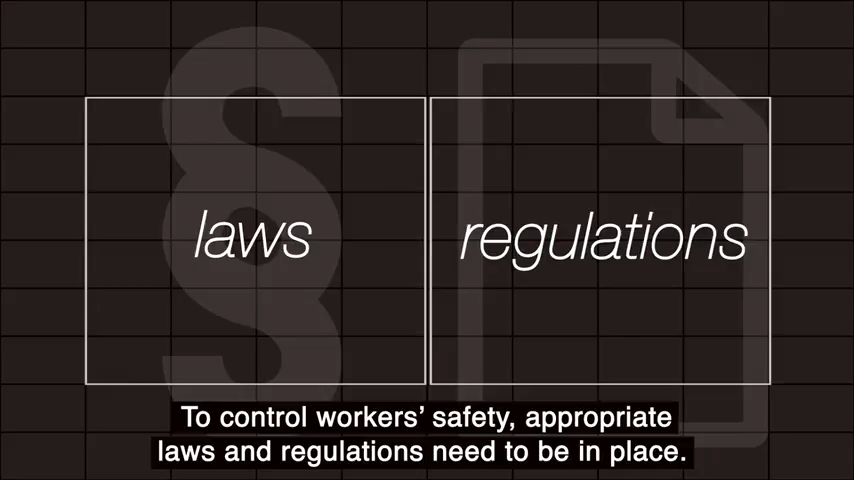 laws
regulations
To control workers’ safety, appropriate
laws and regulations need to be in place.